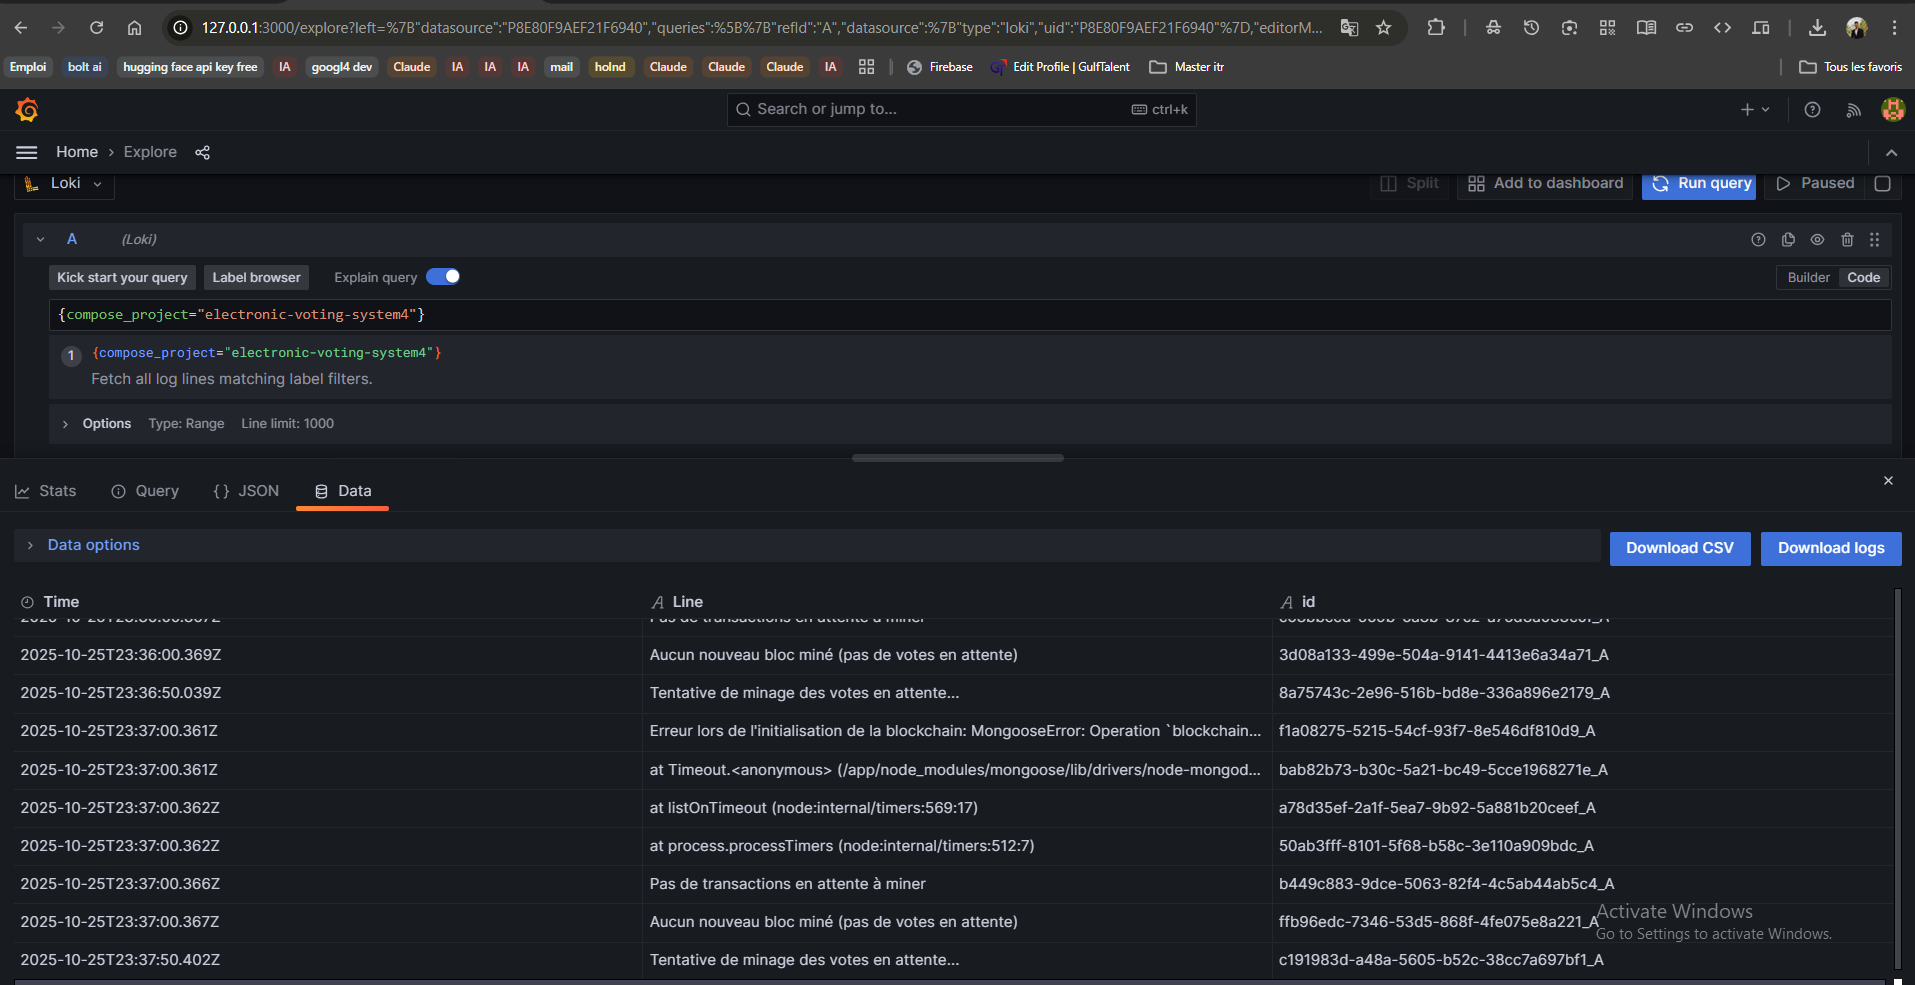 127.0.0.1:3000/explore?left=%7B"datasource":"P8E80F9AEF21F6940","queries":%5B%7B"refId":"A","datasource":%7B"type":"loki","uid":"P8E80F9AEF21F6940"%7D,"editorM...
Emploi bolt ai hugging face api key free IA googl4 dev Claude IA IA IA mail holnd Claude Claude Claude IA Firebase Edit Profile | GulfTalent Master itr Tous les favoris
Search or jump to... ctrl+k
Home › Explore
Loki Split Add to dashboard Run query Paused
A (Loki)
Kick start your query Label browser Explain query Builder Code
{compose_project="electronic-voting-system4"}
1 {compose_project="electronic-voting-system4"}
Fetch all log lines matching label filters.
Options Type: Range Line limit: 1000
Stats Query {} JSON Data
Data options Download CSV Download logs
Time Line id
Pas de transactions en attente à miner
2025-10-25T23:36:00.369Z Aucun nouveau bloc miné (pas de votes en attente) 3d08a133-499e-504a-9141-4413e6a34a71_A
2025-10-25T23:36:50.039Z Tentative de minage des votes en attente... 8a75743c-2e96-516b-bd8e-336a896e2179_A
2025-10-25T23:37:00.361Z Erreur lors de l'initialisation de la blockchain: MongooseError: Operation `blockchain... f1a08275-5215-54cf-93f7-8e546df810d9_A
2025-10-25T23:37:00.361Z at Timeout.<anonymous> (/app/node_modules/mongoose/lib/drivers/node-mongod... bab82b73-b30c-5a21-bc49-5cce1968271e_A
2025-10-25T23:37:00.362Z at listOnTimeout (node:internal/timers:569:17) a78d35ef-2a1f-5ea7-9b92-5a881b20ceef_A
2025-10-25T23:37:00.362Z at process.processTimers (node:internal/timers:512:7) 50ab3fff-8101-5f68-b58c-3e110a909bdc_A
2025-10-25T23:37:00.366Z Pas de transactions en attente à miner b449c883-9dce-5063-82f4-4c5ab44ab5c4_A
2025-10-25T23:37:00.367Z Aucun nouveau bloc miné (pas de votes en attente) ffb96edc-7346-53d5-868f-4fe075e8a221_A
Activate Windows
Go to Settings to activate Windows.
2025-10-25T23:37:50.402Z Tentative de minage des votes en attente... c191983d-a48a-5605-b52c-38cc7a697bf1_A